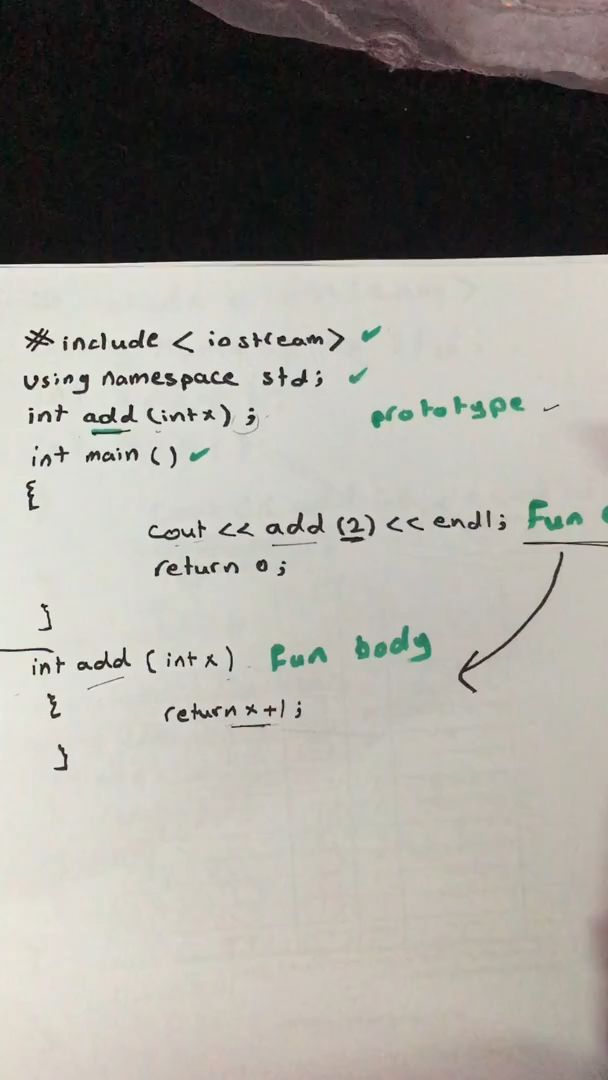 #include <iostream> ✔
using namespace std; ✔
int add (int x) ; prototype ✓
int main () ✔
{
cout << add (2) << endl; Fun
return 0;
}
int add (int x) Fun body
{ return x+1;
}